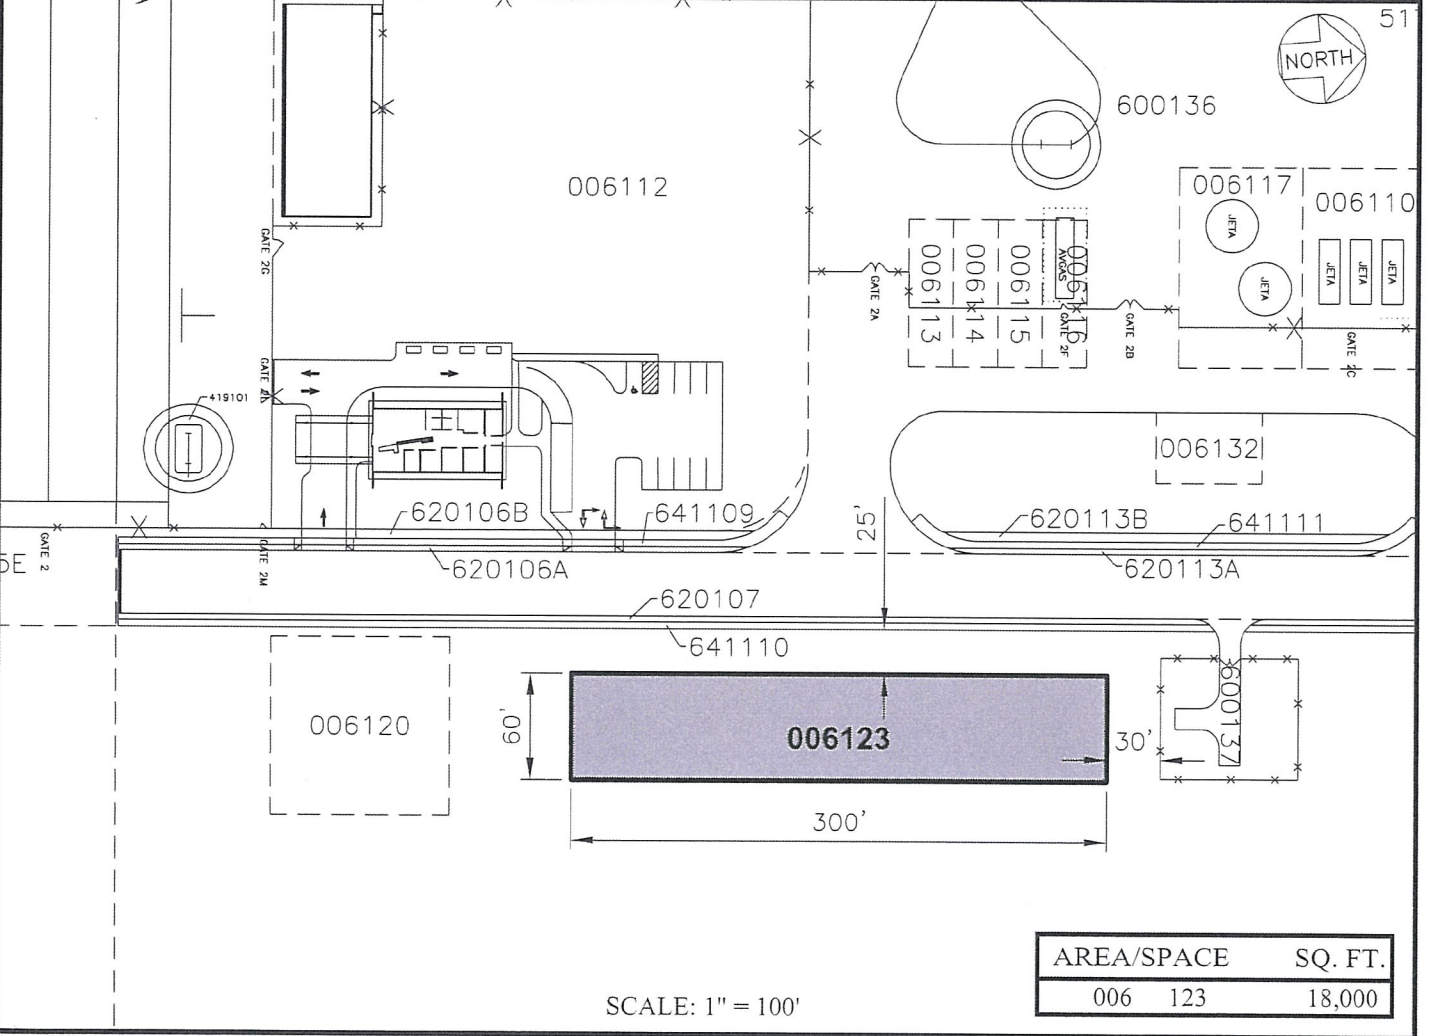 51
NORTH
600136
006112
006117
006110
JETA
JETA
JETA
JETA
JETA
GATE 2G
GATE 2A
006113
006114
006115
006116
AVGAS
GATE 2F
GATE 2B
GATE 2C
419101
006132
620106B
641109
25'
620113B
641111
GATE 2
GATE 2M
5E
620106A
620113A
620107
641110
600137
006120
60'
006123
30'
300'
AREA/SPACE SQ. FT.
006 123 18,000
SCALE: 1" = 100'